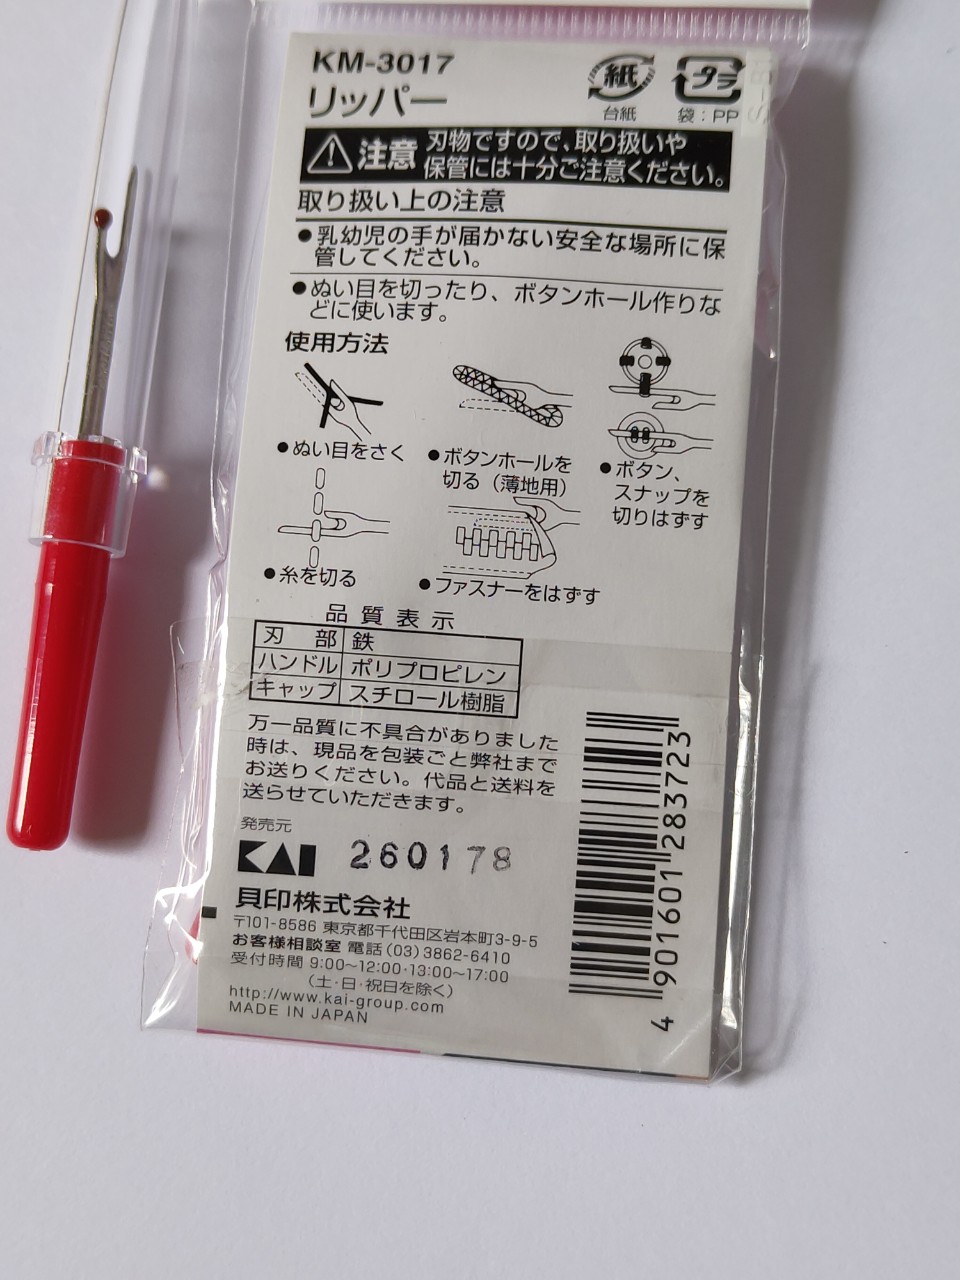 KM-3017
リッパー
紙
台紙
プラ
袋：PP
注意 刃物ですので、取り扱いや
保管には十分ご注意ください。
取り扱い上の注意
●乳幼児の手が届かない安全な場所に保
管してください。
●ぬい目を切ったり、ボタンホール作りな
どに使います。
使用方法
●ぬい目をさく
●ボタンホールを
切る（薄地用）
●ボタン、
スナップを
切りはずす
●糸を切る
●ファスナーをはずす
品質表示
刃部 鉄
ハンドル ポリプロピレン
キャップ スチロール樹脂
万一品質に不具合がありました
時は、現品を包装ごと弊社まで
お送りください。代品と送料を
送らせていただきます。
発売元
KAI 260178
貝印株式会社
〒101-8586 東京都千代田区岩本町3-9-5
お客様相談室 電話(03)3862-6410
受付時間 9:00〜12:00・13:00〜17:00
（土・日・祝日を除く）
http://www.kai-group.com
MADE IN JAPAN
4 901601 283723